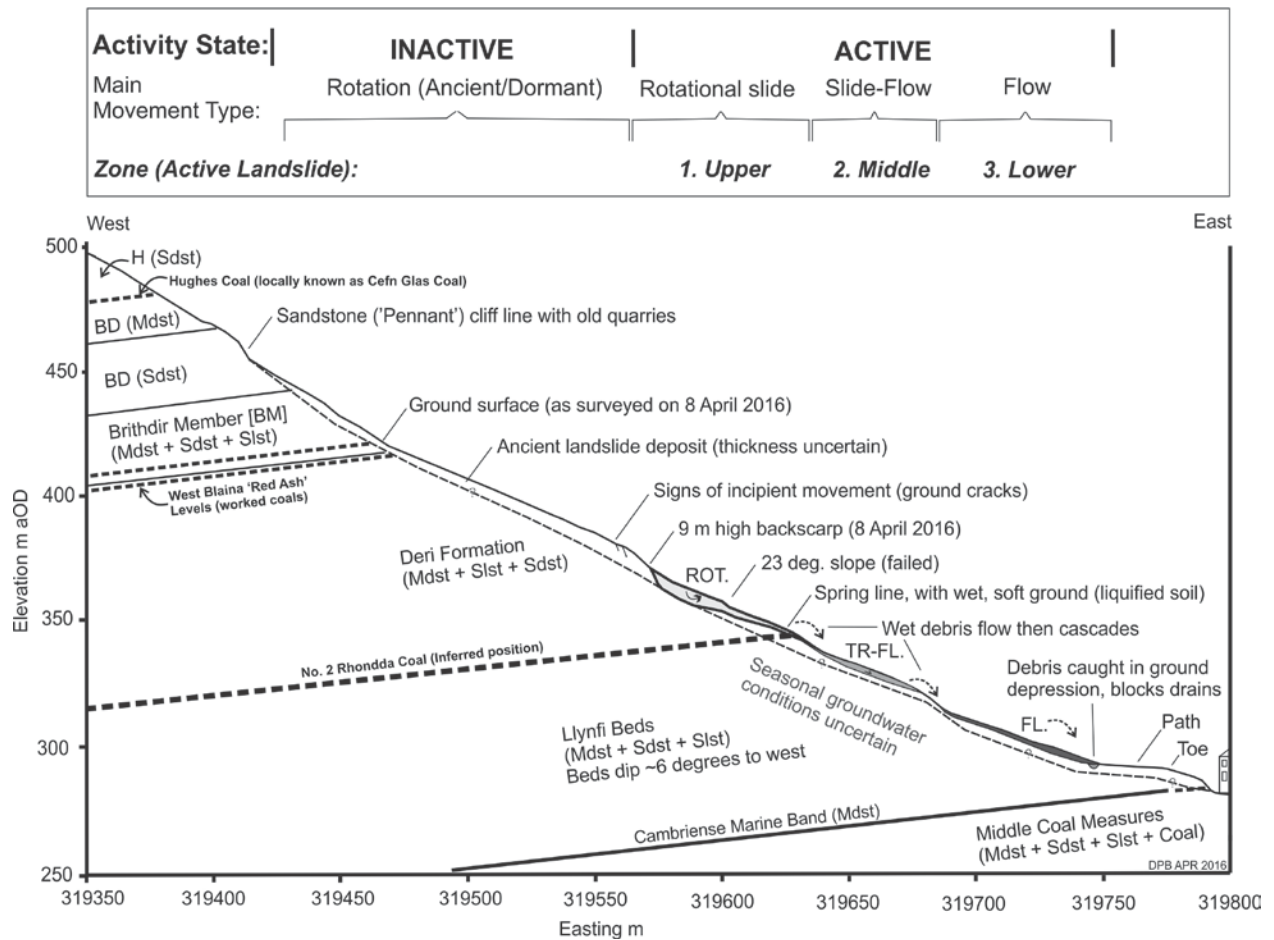 Activity State:
INACTIVE
ACTIVE
Main
Movement Type:
Rotation (Ancient/Dormant)
Rotational slide
Slide-Flow
Flow
Zone (Active Landslide):
1. Upper
2. Middle
3. Lower
West
East
500
450
400
350
300
250
Elevation m aOD
H (Sdst)
Hughes Coal (locally known as Cefn Glas Coal)
BD (Mdst)
Sandstone ('Pennant') cliff line with old quarries
BD (Sdst)
Brithdir Member [BM]
(Mdst + Sdst + Slst)
Ground surface (as surveyed on 8 April 2016)
Ancient landslide deposit (thickness uncertain)
West Blaina 'Red Ash'
Levels (worked coals)
Signs of incipient movement (ground cracks)
9 m high backscarp (8 April 2016)
Deri Formation
(Mdst + Slst + Sdst)
ROT.
23 deg. slope (failed)
Spring line, with wet, soft ground (liquified soil)
Wet debris flow then cascades
TR-FL.
No. 2 Rhondda Coal (Inferred position)
Seasonal groundwater
conditions uncertain
Debris caught in ground
depression, blocks drains
FL.
Path
Toe
Llynfi Beds
(Mdst + Sdst + Slst)
Beds dip ~6 degrees to west
Cambriense Marine Band (Mdst)
Middle Coal Measures
(Mdst + Sdst + Slst + Coal)
DPB APR 2016
319350
319400
319450
319500
319550
319600
319650
319700
319750
319800
Easting m